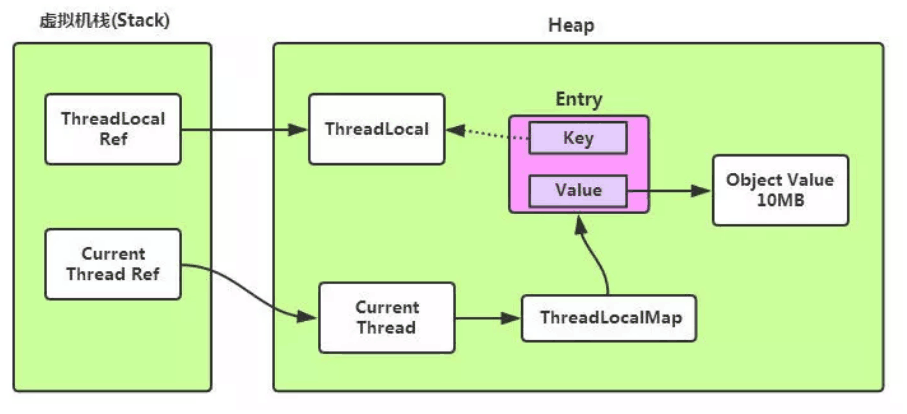 虚拟机栈(Stack)
Heap
ThreadLocal
Ref
ThreadLocal
Entry
Key
Value
Object Value
10MB
Current
Thread Ref
Current
Thread
ThreadLocalMap